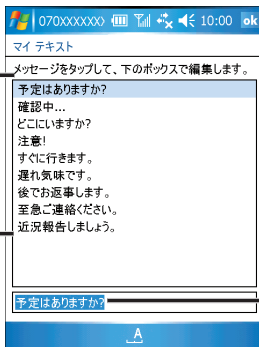 070XXXXXXX 10:00 ok
マイ テキスト
メッセージをタップして、下のボックスで編集します。
予定はありますか?
確認中...
どこにいますか?
注意!
すぐに行きます。
遅れ気味です。
後でお返事します。
至急ご連絡ください。
近況報告しましょう。
予定はありますか?
A